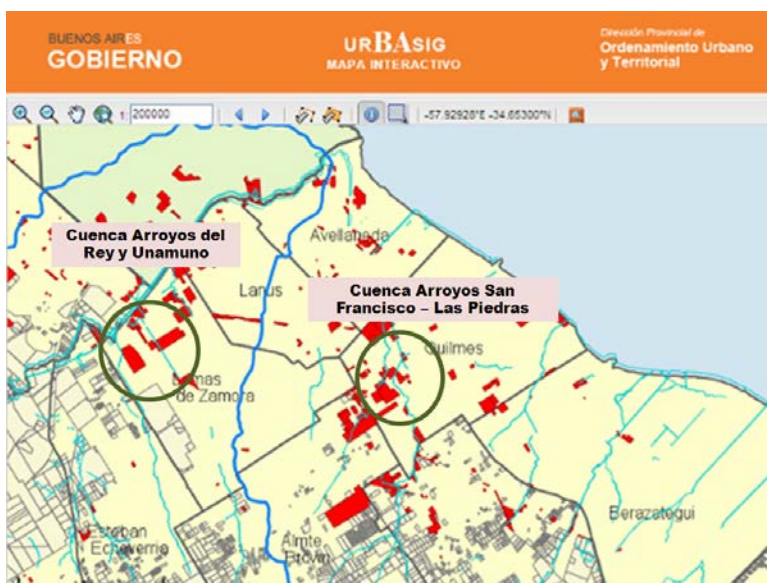 BUENOS AIRES
GOBIERNO
URBASIG
MAPA INTERACTIVO
Dirección Provincial de
Ordenamiento Urbano
y Territorial
1: 200000
-57.92928°E -34.65300°N
Cuenca Arroyos del
Rey y Unamuno
Avellaneda
Lanus
Cuenca Arroyos San
Francisco – Las Piedras
Quilmes
Lomas
de Zamora
Berazategui
Esteban
Echeverria
Almte
Brown